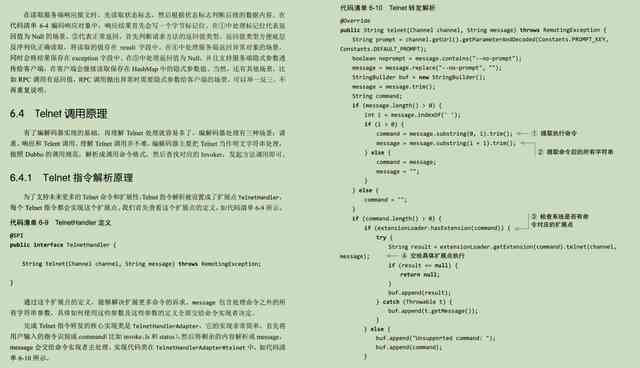 在读取服务端响应报文时，先读取状态标志，然后根据状态标志判断后续的数据内容。在
代码清单 6-4 编码响应对象中，响应结果首先会写一个字节标记位。在①中处理标记位代表返
回值为 Null 的场景。②代表正常返回，首先判断请求方法的返回值类型，返回值类型方便底层
反序列化正确读取，将读取的值存在 result 字段中。在④中处理服务端返回异常对象的场景，
同时会将结果保存在 exception 字段中。在⑤中处理返回值为 Null，并且支持服务端隐式参数透
传给客户端，在客户端会继续读取保存在 HashMap 中的隐式参数值。当然，还有其他场景，比
如 RPC 调用有返回值，RPC 调用抛出异常时需要隐式参数给客户端的场景，可以举一反三，不
再重复说明。
6.4 Telnet 调用原理
有了编解码器实现的基础，再理解 Telnet 处理就容易多了，编解码器处理有三种场景：请
求、响应和 Telent 调用，理解 Telnet 调用并不难，编解码器主要把 Telnet 当作明文字符串处理，
按照 Dubbo 的调用规范，解析成调用命令格式，然后查找对应的 Invoker，发起方法调用即可。
6.4.1 Telnet 指令解析原理
为了支持未来更多的 Telnet 命令和扩展性，Telnet 指令解析被设置成了扩展点 TelnetHandler，
每个 Telnet 指令都会实现这个扩展点。我们首先查看这个扩展点的定义，如代码清单 6-9 所示。
代码清单 6-9 TelnetHandler 定义
@SPI
public interface TelnetHandler {
String telnet(Channel channel, String message) throws RemotingException;
}
通过这个扩展点的定义，能够解决扩展更多命令的诉求。message 包含处理命令之外的所
有字符串参数，具体如何使用这些参数及这些参数的定义全部交给命令实现者决定。
完成 Telnet 指令转发的核心实现类是 TelnetHandlerAdapter，它的实现非常简单，首先将
用户输入的指令识别成 command（比如 invoke、ls 和 status），然后将剩余的内容解析成 message，
message 会交给命令实现者去处理。实现代码类在 TelnetHandlerAdapter#telnet 中，如代码清
单 6-10 所示。
代码清单 6-10 Telnet 转发解析
@Override
public String telnet(Channel channel, String message) throws RemotingException {
String prompt = channel.getUrl().getParameterAndDecoded(Constants.PROMPT_KEY,
Constants.DEFAULT_PROMPT);
boolean noprompt = message.contains("--no-prompt");
message = message.replace("--no-prompt", "");
StringBuilder buf = new StringBuilder();
message = message.trim();
String command;
if (message.length() > 0) {
int i = message.indexOf(' ');
if (i > 0) {
command = message.substring(0, i).trim(); ① 提取执行命令
message = message.substring(i + 1).trim();
} else { ② 提取命令后的所有字符串
command = message;
message = "";
}
} else {
command = "";
}
if (command.length() > 0) { ③ 检查系统是否有命
if (extensionLoader.hasExtension(command)) { 令对应的扩展点
try {
String result = extensionLoader.getExtension(command).telnet(channel,
message); ④ 交给具体扩展点执行
if (result == null) {
return null;
}
buf.append(result);
} catch (Throwable t) {
buf.append(t.getMessage());
}
} else {
buf.append("Unsupported command: ");
buf.append(command);
}